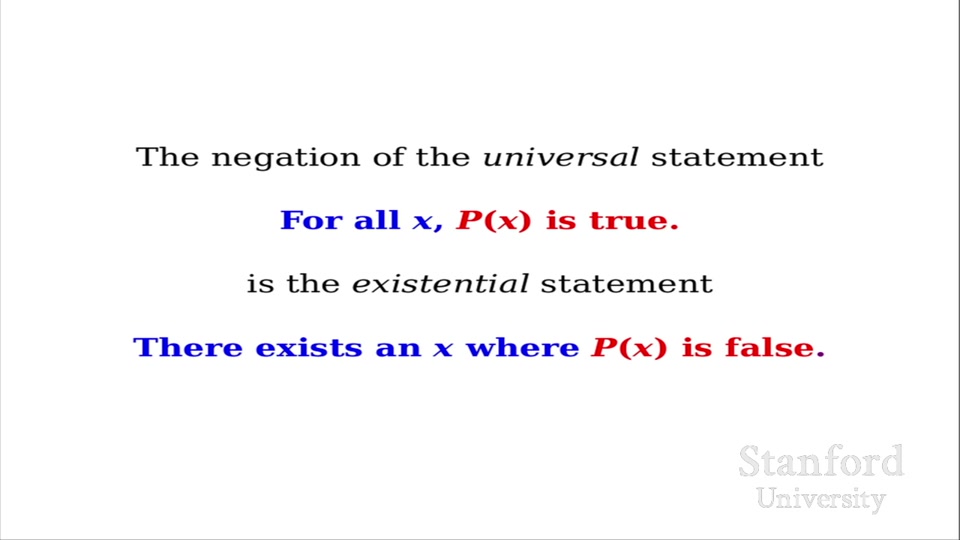 The negation of the universal statement
For all x, P(x) is true.
is the existential statement
There exists an x where P(x) is false.
Stanford
University